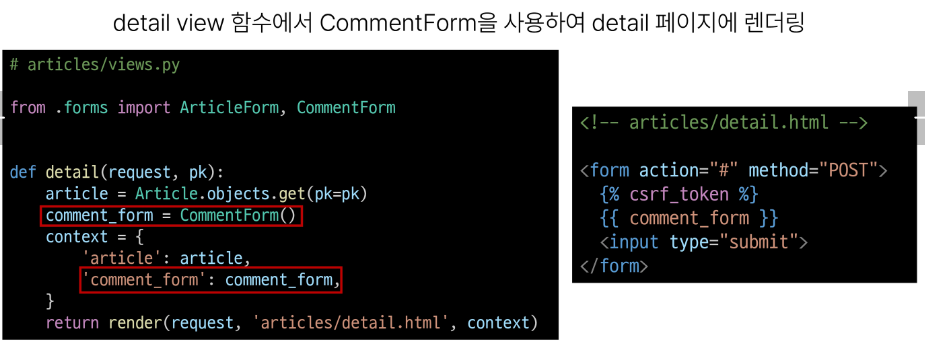 detail view 함수에서 CommentForm을 사용하여 detail 페이지에 렌더링
# articles/views.py
from .forms import ArticleForm, CommentForm
def detail(request, pk):
    article = Article.objects.get(pk=pk)
    comment_form = CommentForm()
    context = {
        'article': article,
        'comment_form': comment_form,
    }
    return render(request, 'articles/detail.html', context)
<!-- articles/detail.html -->
<form action="#" method="POST">
  {% csrf_token %}
  {{ comment_form }}
  <input type="submit">
</form>